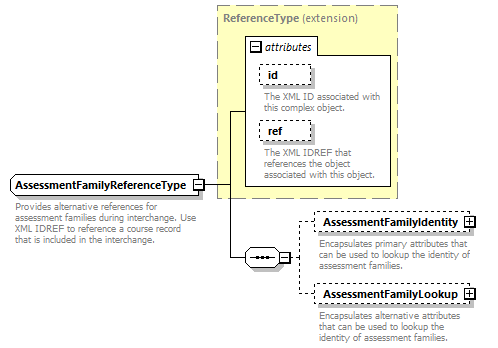 ReferenceType (extension)
attributes
id
The XML ID associated with
this complex object.
ref
The XML IDREF that
references the object
associated with this object.
AssessmentFamilyReferenceType
Provides alternative references for
assessment families during interchange. Use
XML IDREF to reference a course record
that is included in the interchange.
AssessmentFamilyIdentity
Encapsulates primary attributes that
can be used to lookup the identity of
assessment families.
AssessmentFamilyLookup
Encapsulates alternative attributes
that can be used to lookup the
identity of assessment families.